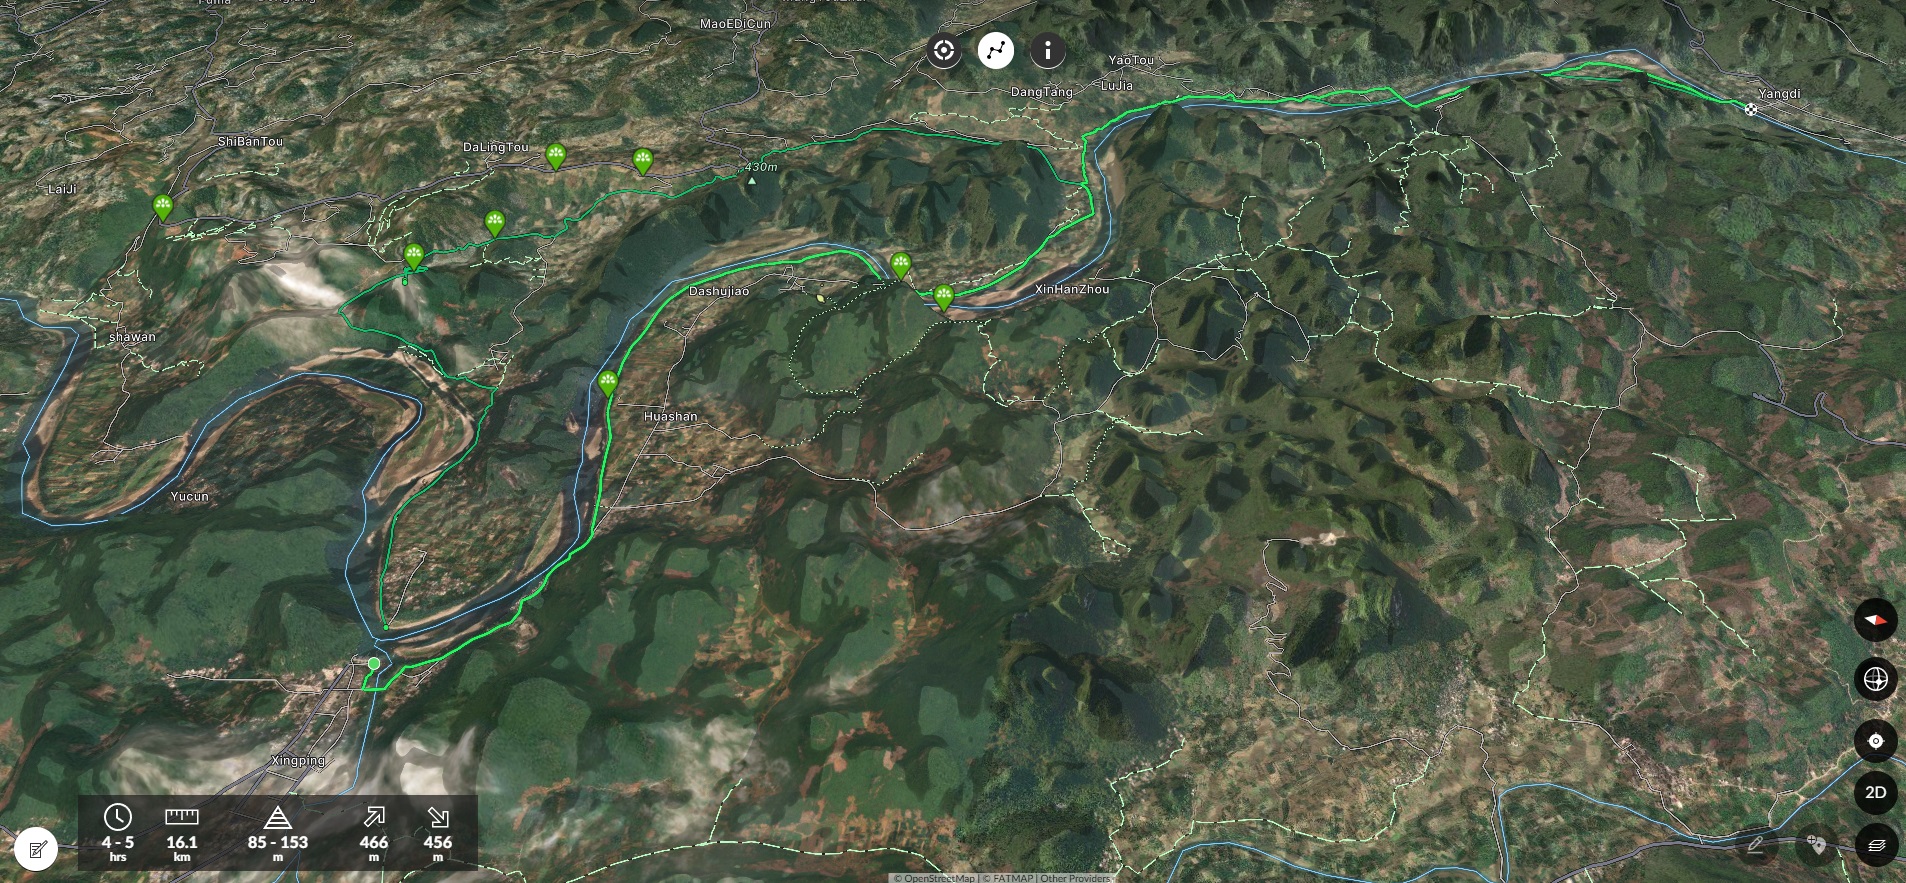 MaoEDiCun
YaoTou
LuJia
DangTang
Yangdi
ShiBanTou
DaLingTou
430m
LaiJi
Dashujiao
XinHanZhou
shawan
Huashan
Yucun
Xingping
2D
4 - 5
hrs
16.1
km
85 - 153
m
466
m
456
m
© OpenStreetMap | © FATMAP | Other Providers